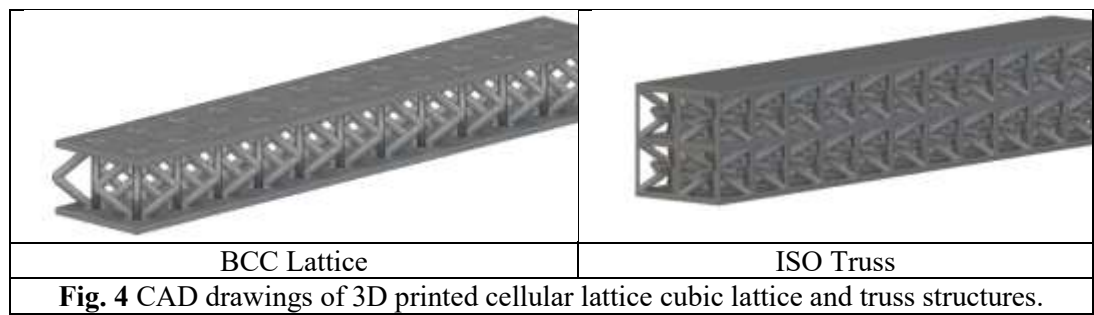 BCC Lattice
ISO Truss
Fig. 4 CAD drawings of 3D printed cellular lattice cubic lattice and truss structures.